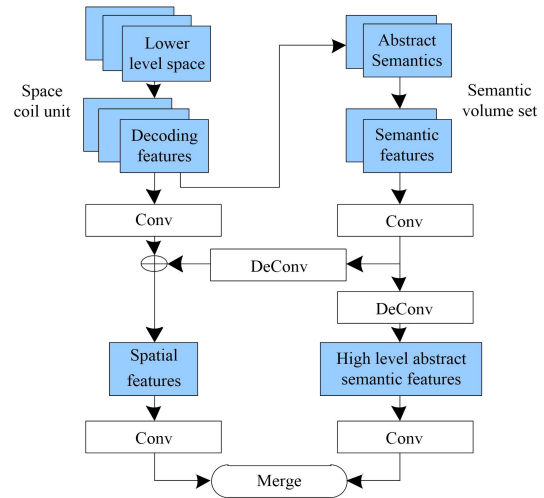 Lower
level space
Abstract
Semantics
Space
coil unit
Semantic
volume set
Decoding
features
Semantic
features
Conv
Conv
DeConv
DeConv
Spatial
features
High level abstract
semantic features
Conv
Conv
Merge